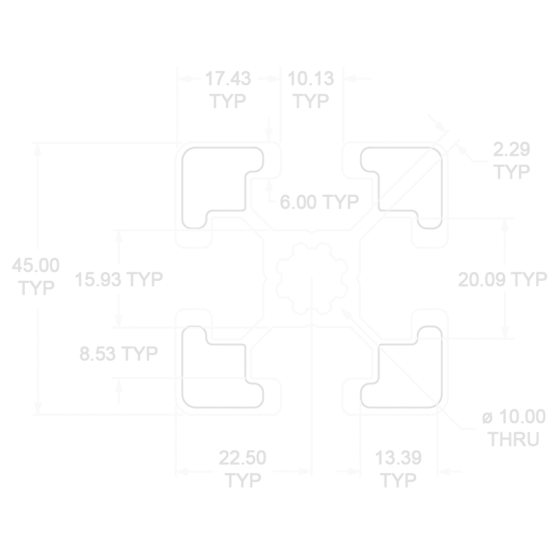 17.43
TYP
10.13
TYP
2.29
TYP
6.00 TYP
45.00
TYP
15.93 TYP
20.09 TYP
8.53 TYP
ø 10.00
THRU
22.50
TYP
13.39
TYP